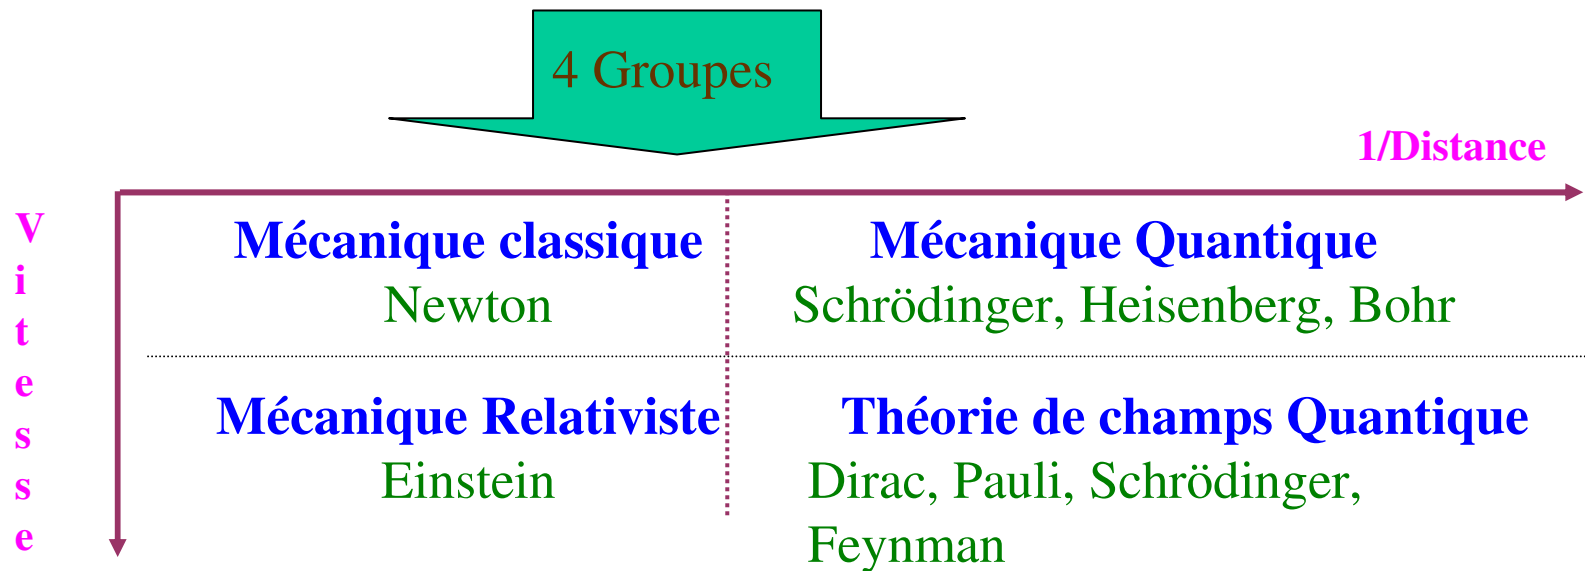 4 Groupes
1/Distance
Vitesse
Mécanique classique
Newton
Mécanique Quantique
Schrödinger, Heisenberg, Bohr
Mécanique Relativiste
Einstein
Théorie de champs Quantique
Dirac, Pauli, Schrödinger,
Feynman